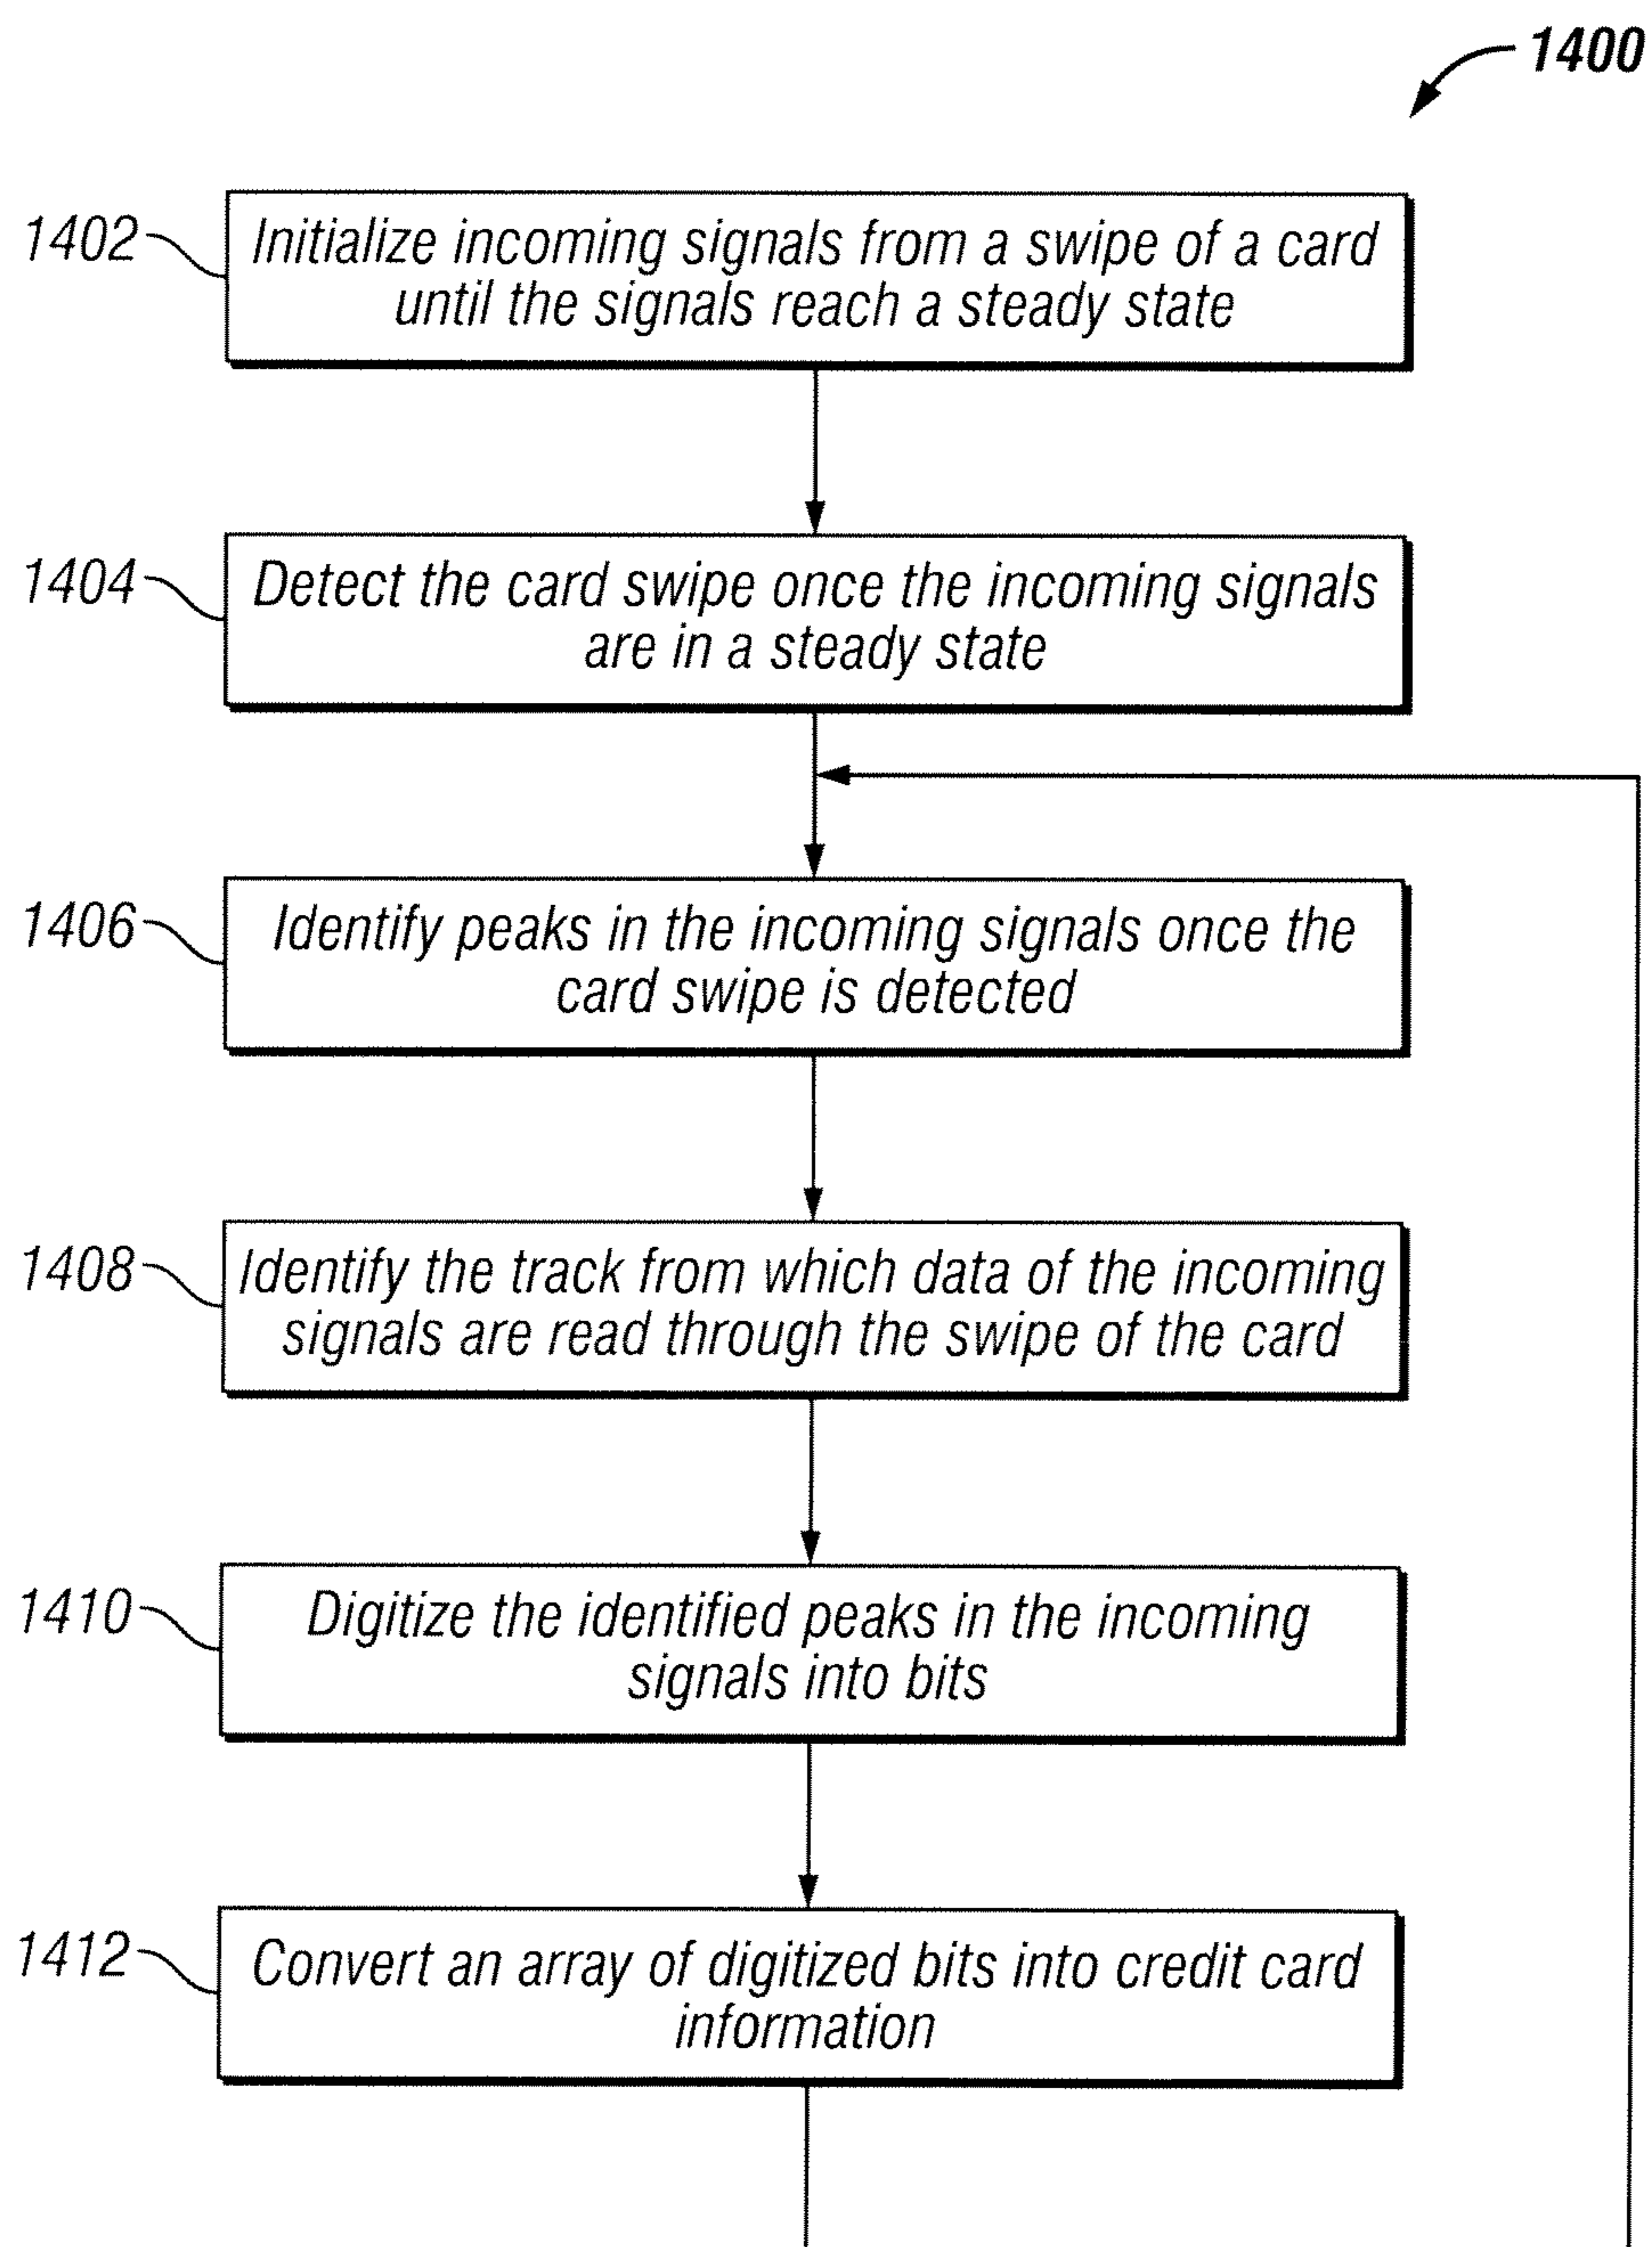 1400
1402
Initialize incoming signals from a swipe of a card
until the signals reach a steady state
1404
Detect the card swipe once the incoming signals
are in a steady state
1406
Identify peaks in the incoming signals once the
card swipe is detected
1408
Identify the track from which data of the incoming
signals are read through the swipe of the card
1410
Digitize the identified peaks in the incoming
signals into bits
1412
Convert an array of digitized bits into credit card
information